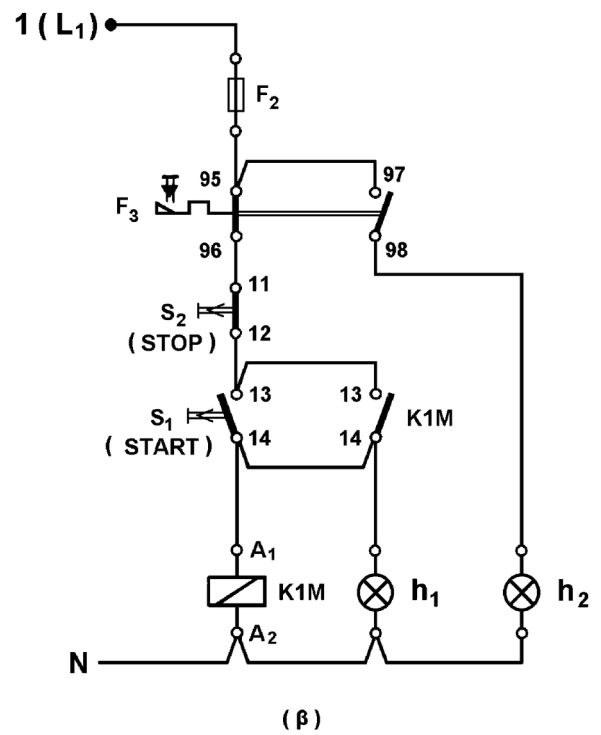 1 ( L₁ )
F₂
95
97
F₃
96
98
11
S₂
12
( STOP )
13
13
S₁
K1M
14
14
( START )
A₁
K1M
h₁
h₂
A₂
N
( β )